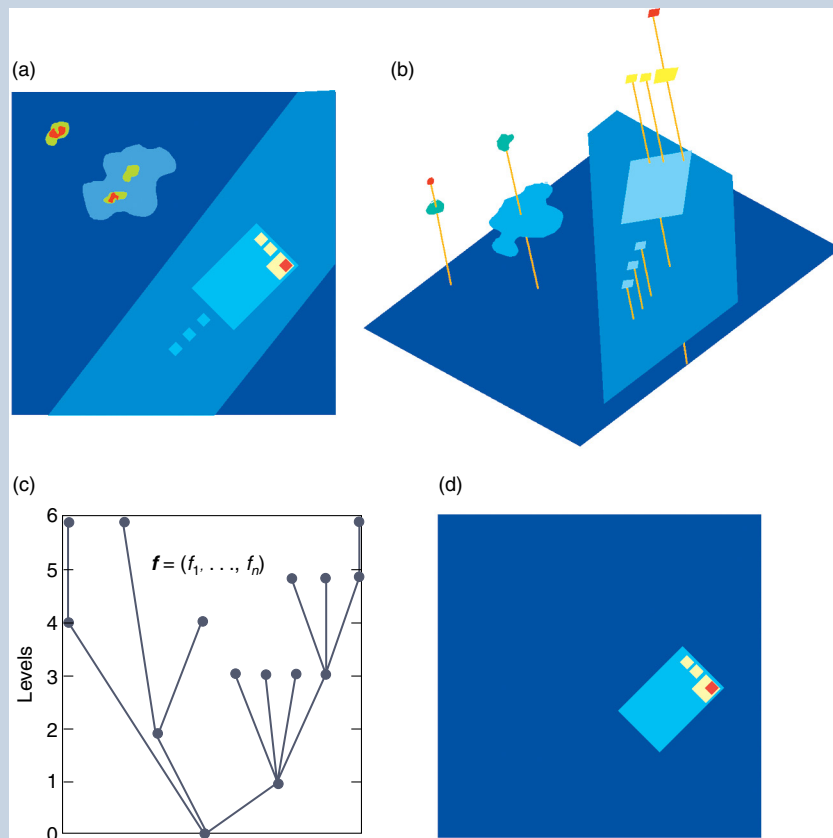 (a)
(b)
(c)
6
5
4
3
2
1
0
Levels
f = (f1, . . ., fn)
(d)